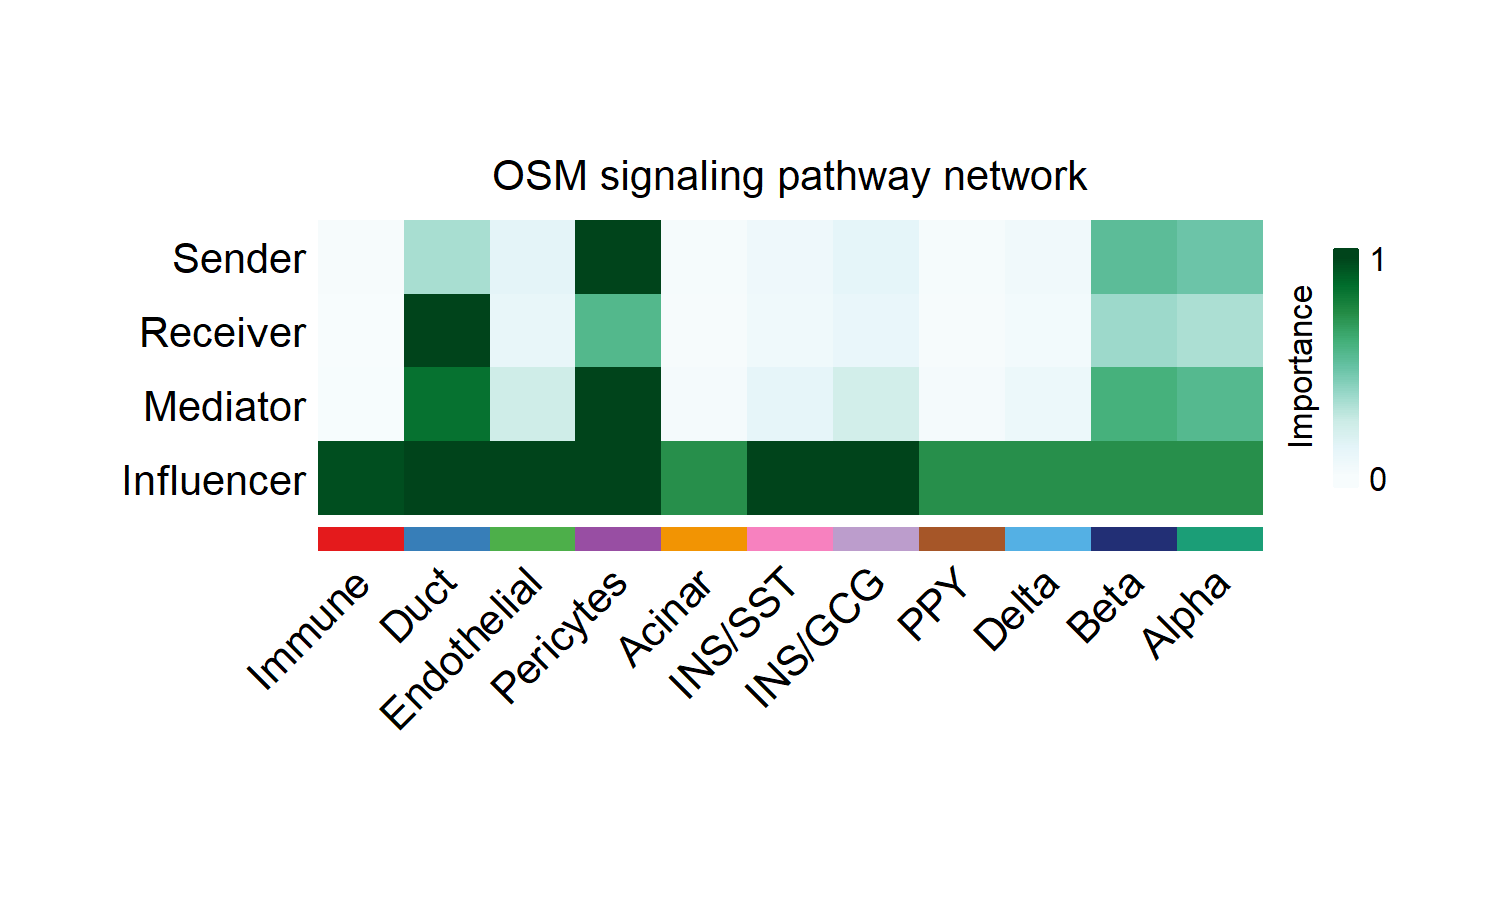 OSM signaling pathway network
Sender
Receiver
Mediator
Influencer
Immune
Duct
Endothelial
Pericytes
Acinar
INS/SST
INS/GCG
PPY
Delta
Beta
Alpha
Importance
1
0